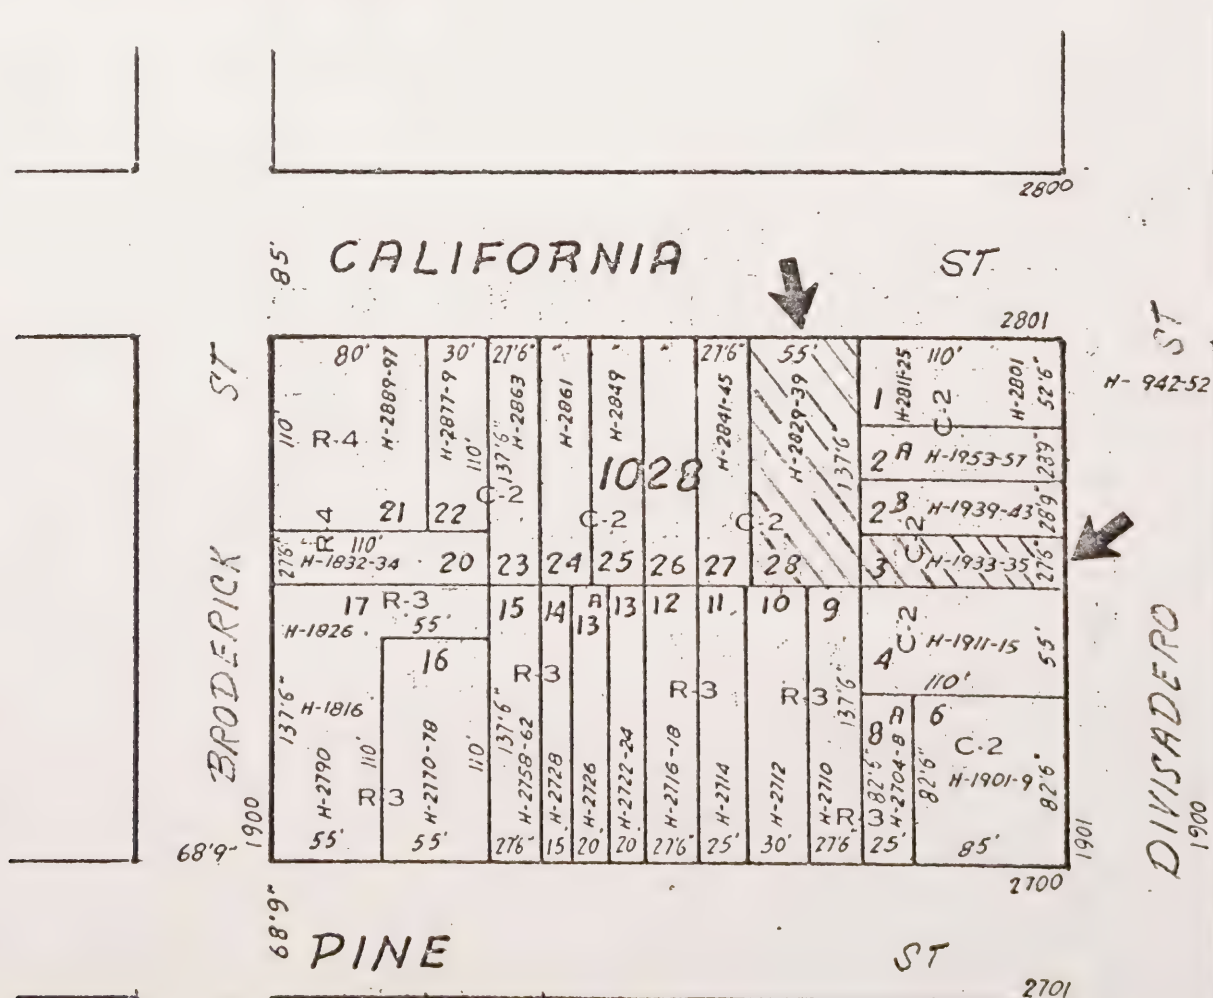 2800
85' CALIFORNIA ST
2801
ST
ST
H- 942-52
80' 30' 27'6" " " " 27'6" 55' 110'
H-2889-97
H-2877-9
H-2863
H-2861
H-2849
H-2841-45
H-2829-39
1 H-2811-25 C-2 H-2801 52'6"
110' R-4
110'
137'6"
1028
137'6"
2A H-1953-57 23'9"
C-2 C-2 C-2
2B H-1939-43 28'9"
21 22
R-4
110'
27'6" H-1832-34 20 23 24 25 26 27 28
3 C-2 H-1933-35 27'6"
17 R-3
H-1826 55'
15 14 A 13 13 12 11 10 9
4 C-2 H-1911-15 55'
110'
16
R-3 R-3 R-3
BRODERICK
DIVISADERO
137'6" H-1816
H-2790
110'
R-3
H-2770-78
110'
137'6"
H-2758-62
H-2728
H-2726
H-2722-24
H-2716-18
H-2714
H-2712
H-2710
137'6"
R-3
8A
82'6"
H-2704-8
82'6"
6
C-2
H-1901-9
82'6"
1900
1901
1900
68'9"
55' 55' 27'6" 15' 20' 20' 27'6" 25' 30' 27'6 25' 85'
2700
68'9" PINE ST
2701